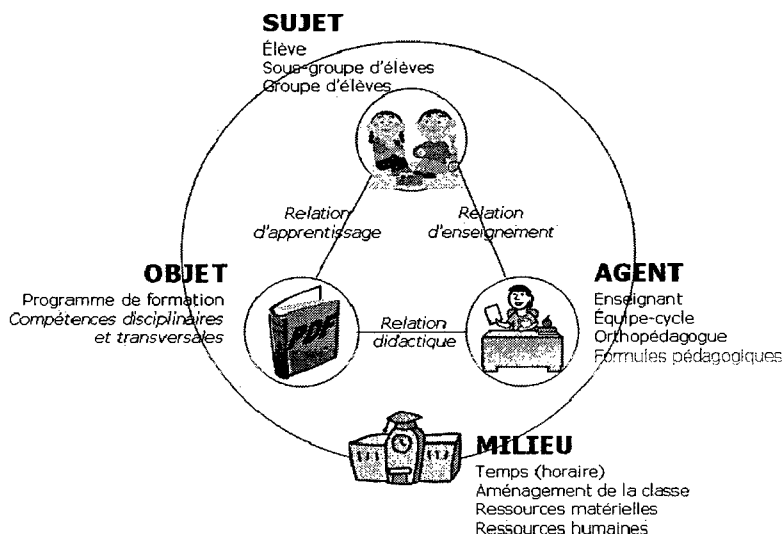 SUJET
Élève
Sous-groupe d'élèves
Groupe d'élèves
Relation
d'apprentissage
Relation
d'enseignement
OBJET
Programme de formation
Compétences disciplinaires
et transversales
PDF
Relation
didactique
AGENT
Enseignant
Équipe-cycle
Orthopédagogue
Formules pédagogiques
MILIEU
Temps (horaire)
Aménagement de la classe
Ressources matérielles
Ressources humaines